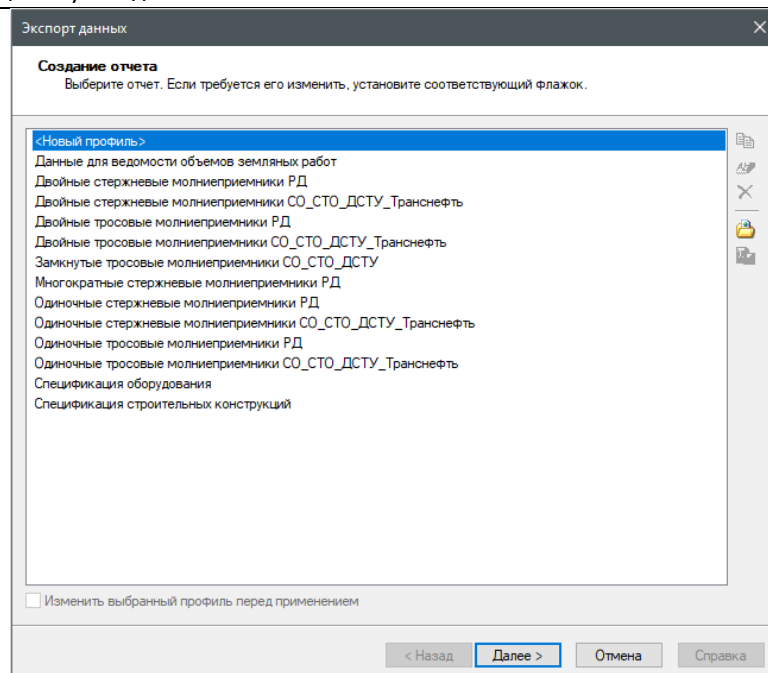 Экспорт данных
Создание отчета
Выберите отчет. Если требуется его изменить, установите соответствующий флажок.
<Новый профиль>
Данные для ведомости объемов земляных работ
Двойные стержневые молниеприемники РД
Двойные стержневые молниеприемники СО_СТО_ДСТУ_Транснефть
Двойные тросовые молниеприемники РД
Двойные тросовые молниеприемники СО_СТО_ДСТУ_Транснефть
Замкнутые тросовые молниеприемники СО_СТО_ДСТУ
Многократные стержневые молниеприемники РД
Одиночные стержневые молниеприемники РД
Одиночные стержневые молниеприемники СО_СТО_ДСТУ_Транснефть
Одиночные тросовые молниеприемники РД
Одиночные тросовые молниеприемники СО_СТО_ДСТУ_Транснефть
Спецификация оборудования
Спецификация строительных конструкций
Изменить выбранный профиль перед применением
< Назад Далее > Отмена Справка